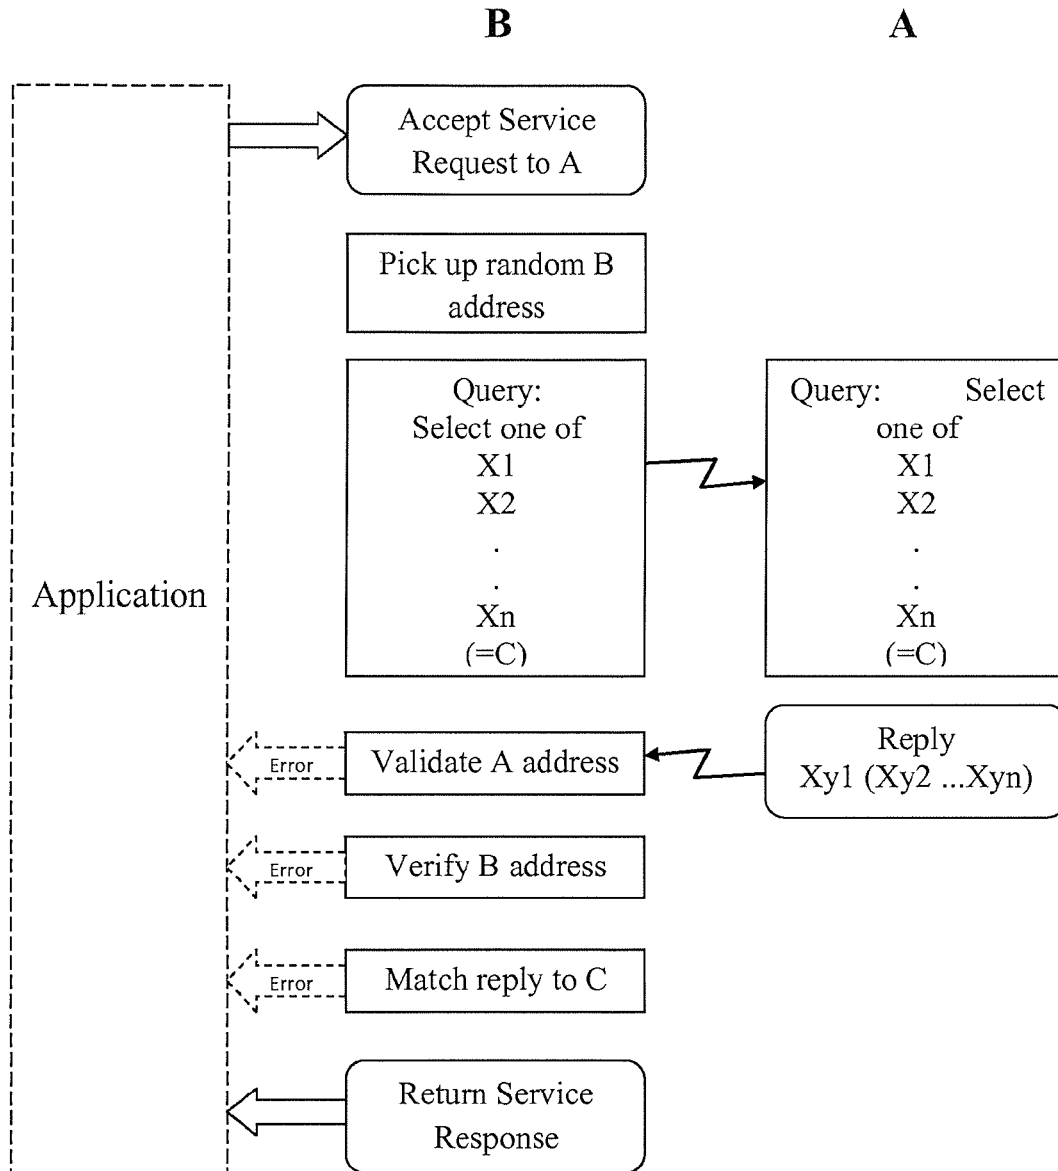 B
A
Accept Service
Request to A
Pick up random B
address
Query:
Select one of
X1
X2
.
.
Xn
(=C)
Query: Select
one of
X1
X2
.
.
Xn
(=C)
Application
Error
Validate A address
Reply
Xy1 (Xy2 ...Xyn)
Error
Verify B address
Error
Match reply to C
Return Service
Response